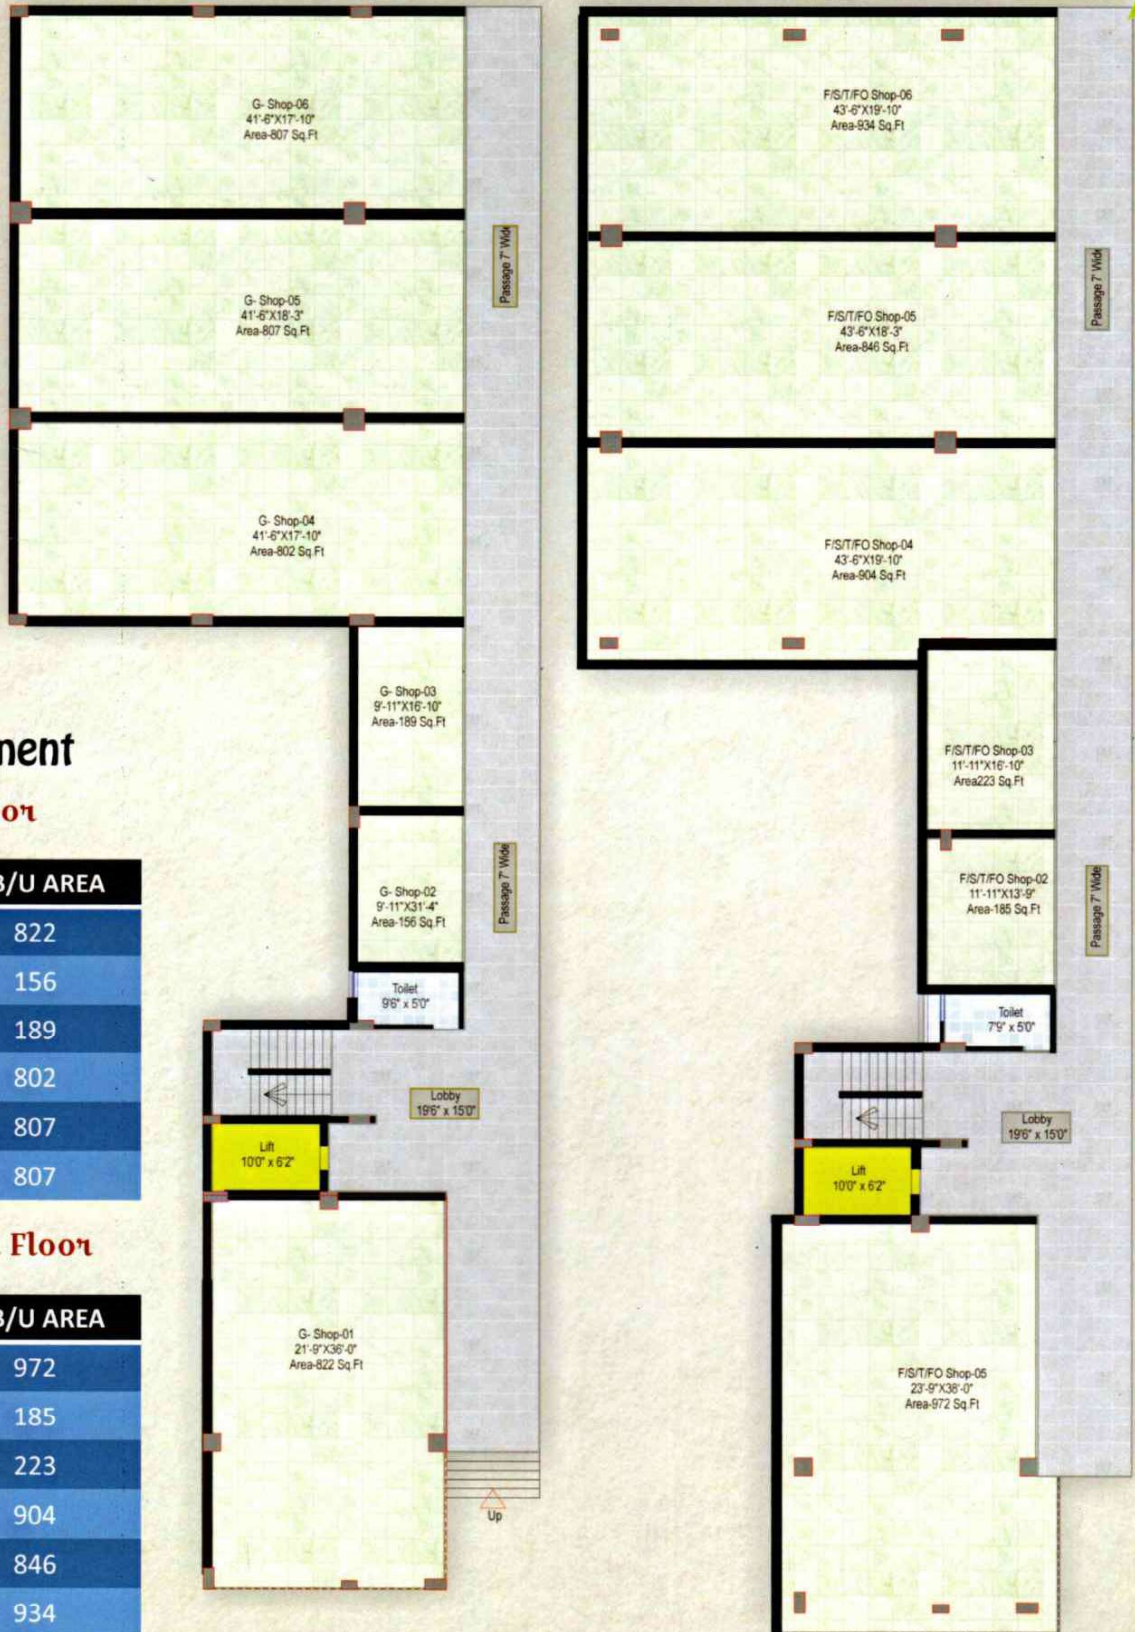 G- Shop-06
41'-6"X17'-10"
Area-807 Sq.Ft
G- Shop-05
41'-6"X18'-3"
Area-807 Sq.Ft
Passage 7' Wide
G- Shop-04
41'-6"X17'-10"
Area-802 Sq.Ft
G- Shop-03
9'-11"X16'-10"
Area-189 Sq.Ft
G- Shop-02
9'-11"X31'-4"
Area-156 Sq.Ft
Passage 7' Wide
Toilet
9'6" x 5'0"
Lobby
19'6" x 15'0"
Lift
10'0" x 6'2"
G- Shop-01
21'-9"X36'-0"
Area-822 Sq.Ft
Up
F/S/T/FO Shop-06
43'-6"X19'-10"
Area-934 Sq.Ft
F/S/T/FO Shop-05
43'-6"X18'-3"
Area-846 Sq.Ft
Passage 7' Wide
F/S/T/FO Shop-04
43'-6"X19'-10"
Area-904 Sq.Ft
F/S/T/FO Shop-03
11'-11"X16'-10"
Area223 Sq.Ft
F/S/T/FO Shop-02
11'-11"X13'-9"
Area-185 Sq.Ft
Passage 7' Wide
Toilet
7'9" x 5'0"
Lobby
19'6" x 15'0"
Lift
10'0" x 6'2"
F/S/T/FO Shop-05
23'-9"X38'-0"
Area-972 Sq.Ft
ment
or
B/U AREA
822
156
189
802
807
807
Floor
B/U AREA
972
185
223
904
846
934